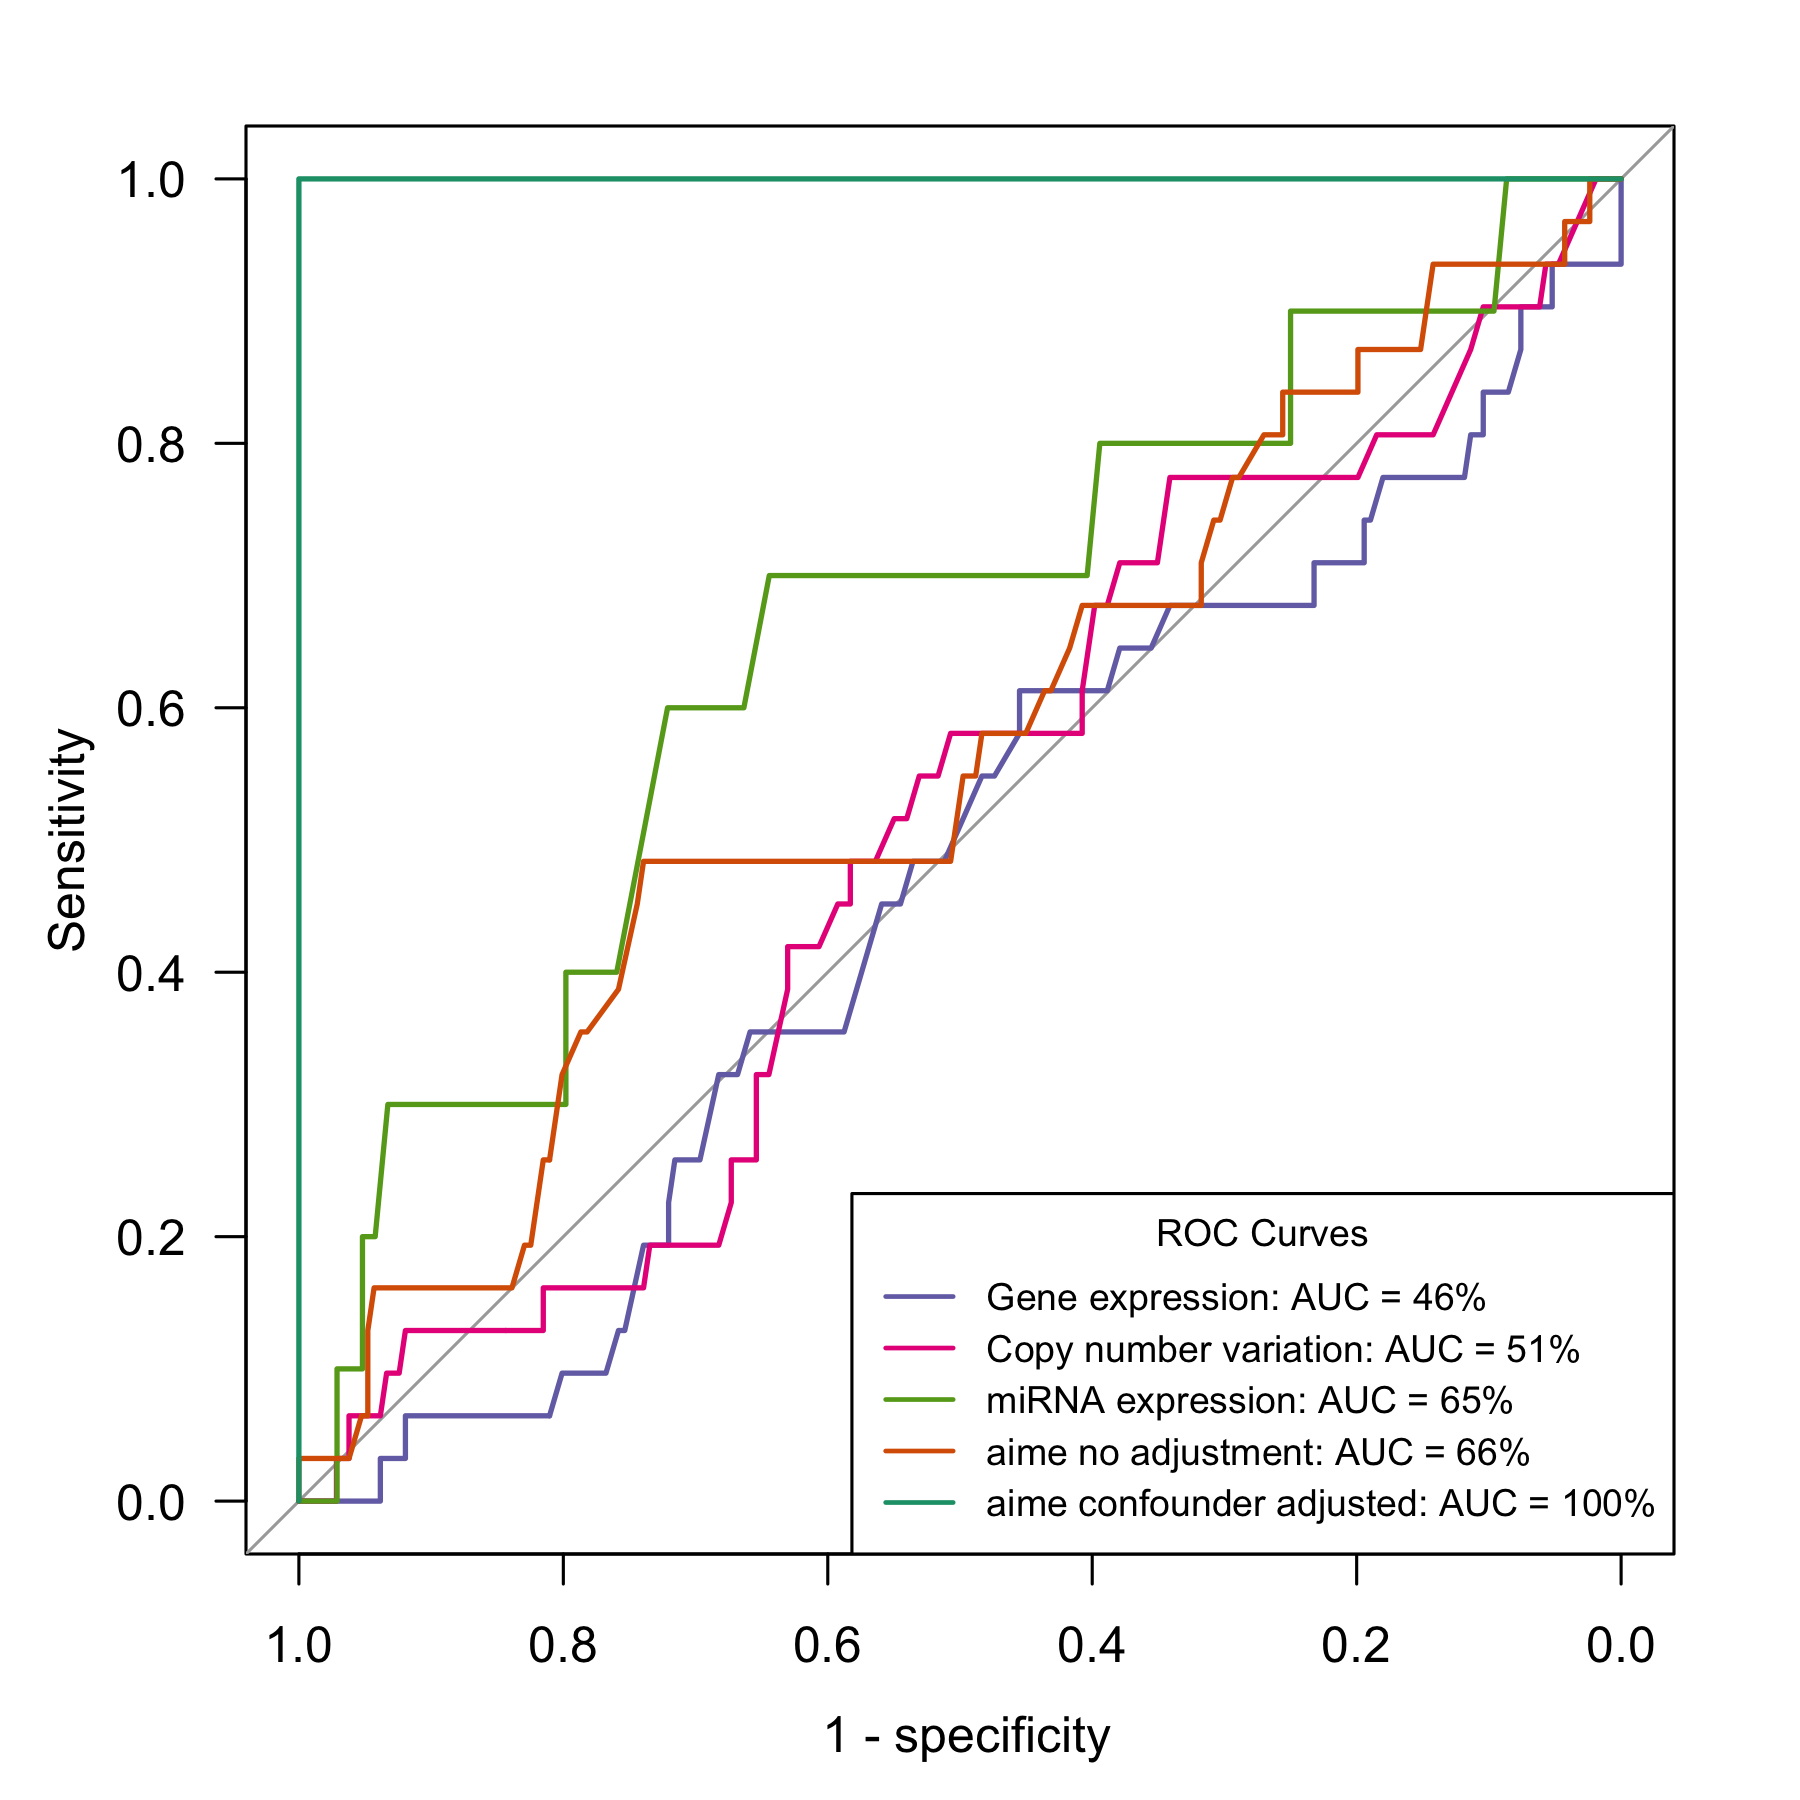 1.0
0.8
0.6
0.4
0.2
0.0
Sensitivity
ROC Curves
Gene expression: AUC = 46%
Copy number variation: AUC = 51%
miRNA expression: AUC = 65%
aime no adjustment: AUC = 66%
aime confounder adjusted: AUC = 100%
1.0 0.8 0.6 0.4 0.2 0.0
1 - specificity